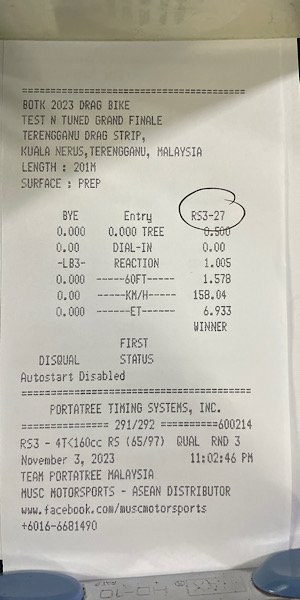 =======================================
BOTK 2023 DRAG BIKE
TEST N TUNED GRAND FINALE
TERENGGANU DRAG STRIP,
KUALA NERUS,TERENGGANU, MALAYSIA
LENGTH : 201M
SURFACE : PREP
BYE Entry RS3-27
0.000 0.000 TREE 0.500
0.00 DIAL-IN 0.00
-LB3- REACTION 1.005
0.000 -----60FT----- 1.578
0.00 -----KM/H----- 158.04
0.000 ------ET------ 6.933
WINNER
FIRST
DISQUAL STATUS
Autostart Disabled
=======================================
PORTATREE TIMING SYSTEMS, INC.
=============== 291/292 ==========600214
RS3 - 4T<160cc RS (65/97) QUAL RND 3
November 3, 2023 11:02:46 PM
TEAM PORTATREE MALAYSIA
MUSC MOTORSPORTS - ASEAN DISTRIBUTOR
www.facebook.com/muscmotorsports
+6016-6681490